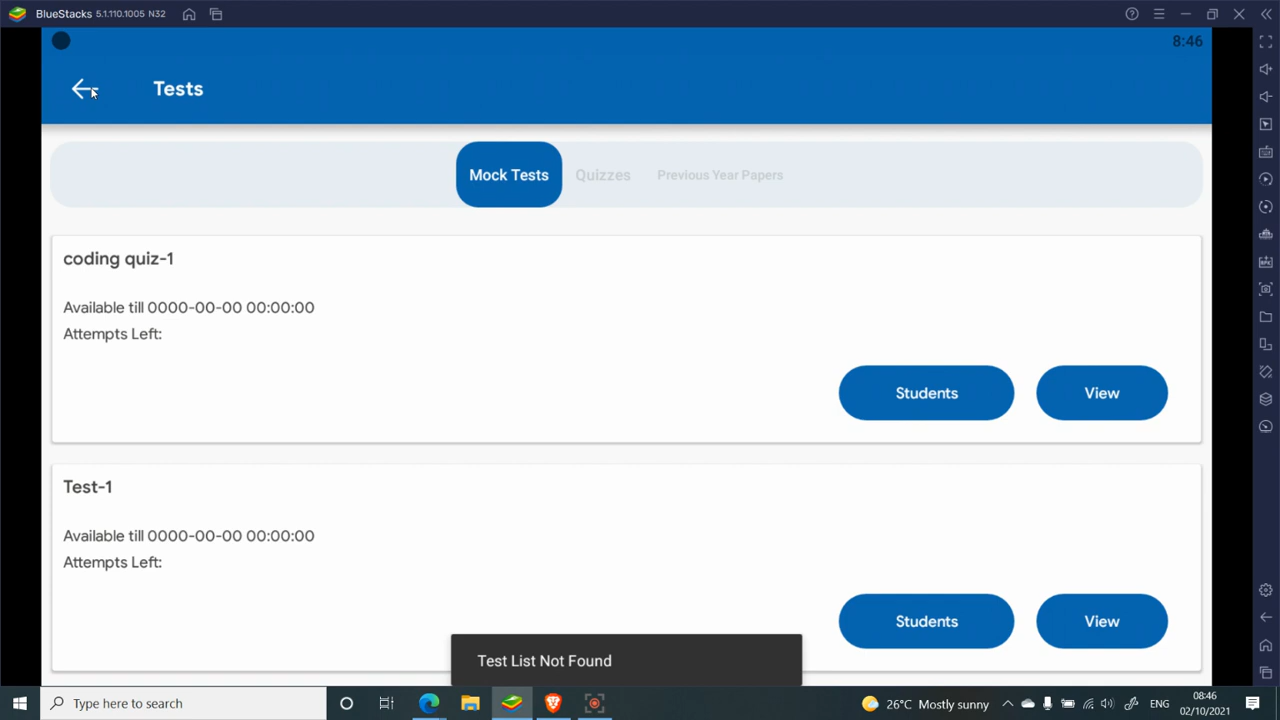 BlueStacks 5.1.110.1005 N32
8:46
Tests
Mock Tests
Quizzes
Previous Year Papers
coding quiz-1
Available till 0000-00-00 00:00:00
Attempts Left:
Students
View
Test-1
Available till 0000-00-00 00:00:00
Attempts Left:
Students
View
Test List Not Found
Type here to search
26°C Mostly sunny
ENG
08:46
02/10/2021